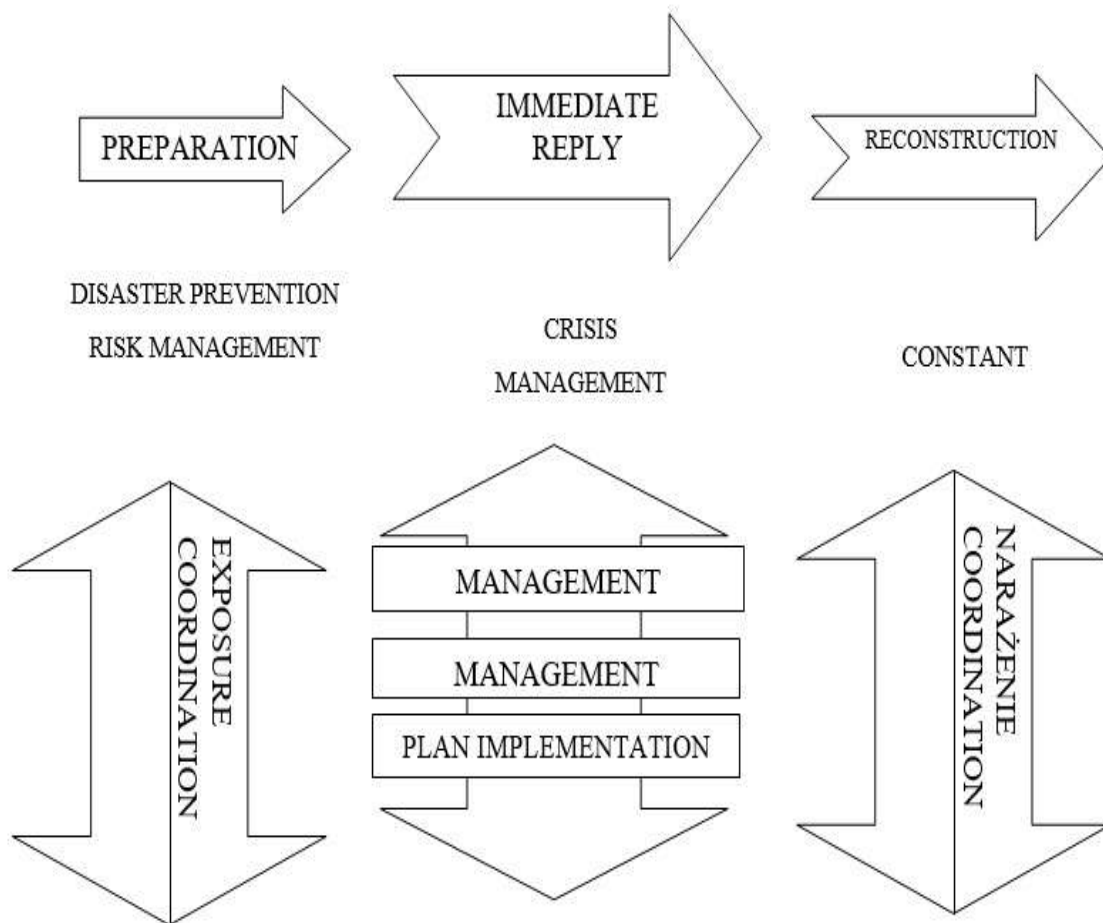 PREPARATION
IMMEDIATE
REPLY
RECONSTRUCTION
DISASTER PREVENTION
RISK MANAGEMENT
CRISIS
MANAGEMENT
CONSTANT
EXPOSURE
COORDINATION
MANAGEMENT
MANAGEMENT
PLAN IMPLEMENTATION
NARAŻENIE
COORDINATION